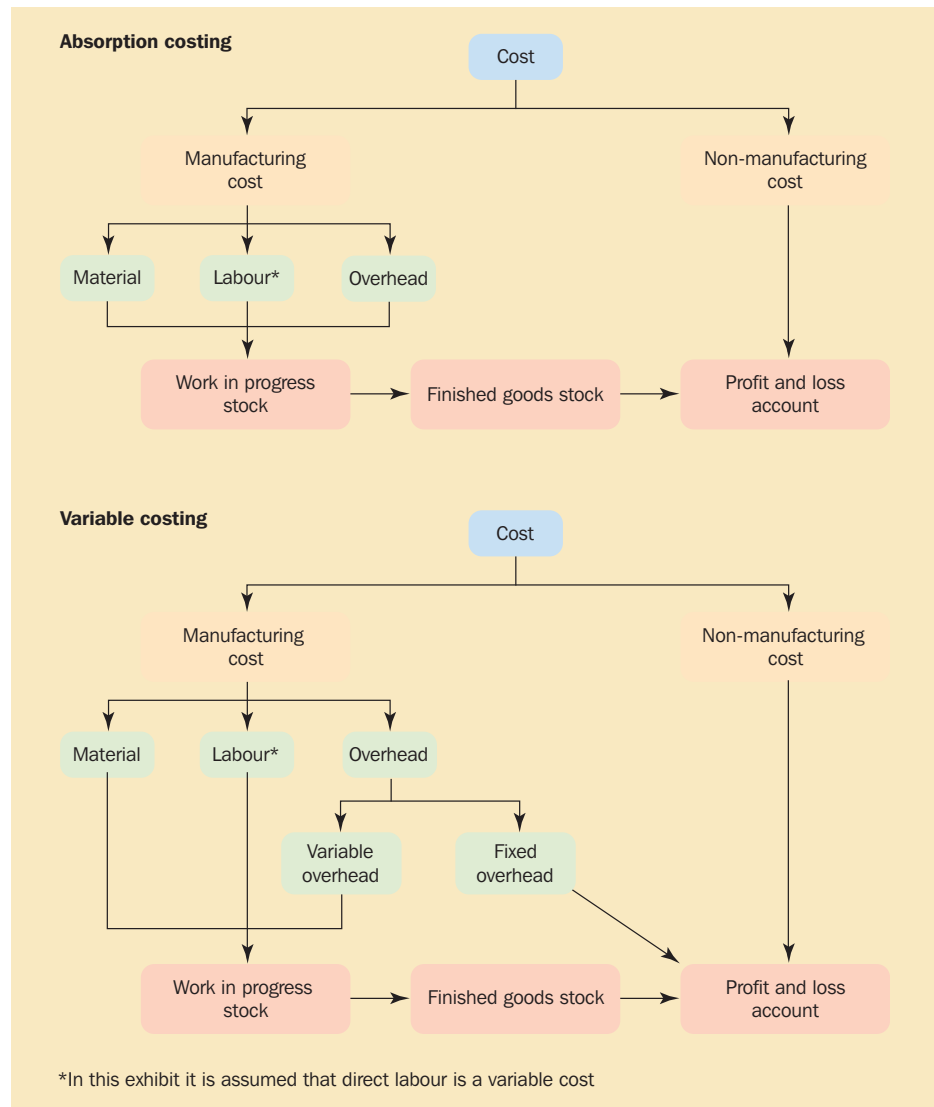 Absorption costing
Cost
Manufacturing
cost
Non-manufacturing
cost
Material
Labour*
Overhead
Work in progress
stock
Finished goods stock
Profit and loss
account
Variable costing
Cost
Manufacturing
cost
Non-manufacturing
cost
Material
Labour*
Overhead
Variable
overhead
Fixed
overhead
Work in progress
stock
Finished goods stock
Profit and loss
account
*In this exhibit it is assumed that direct labour is a variable cost